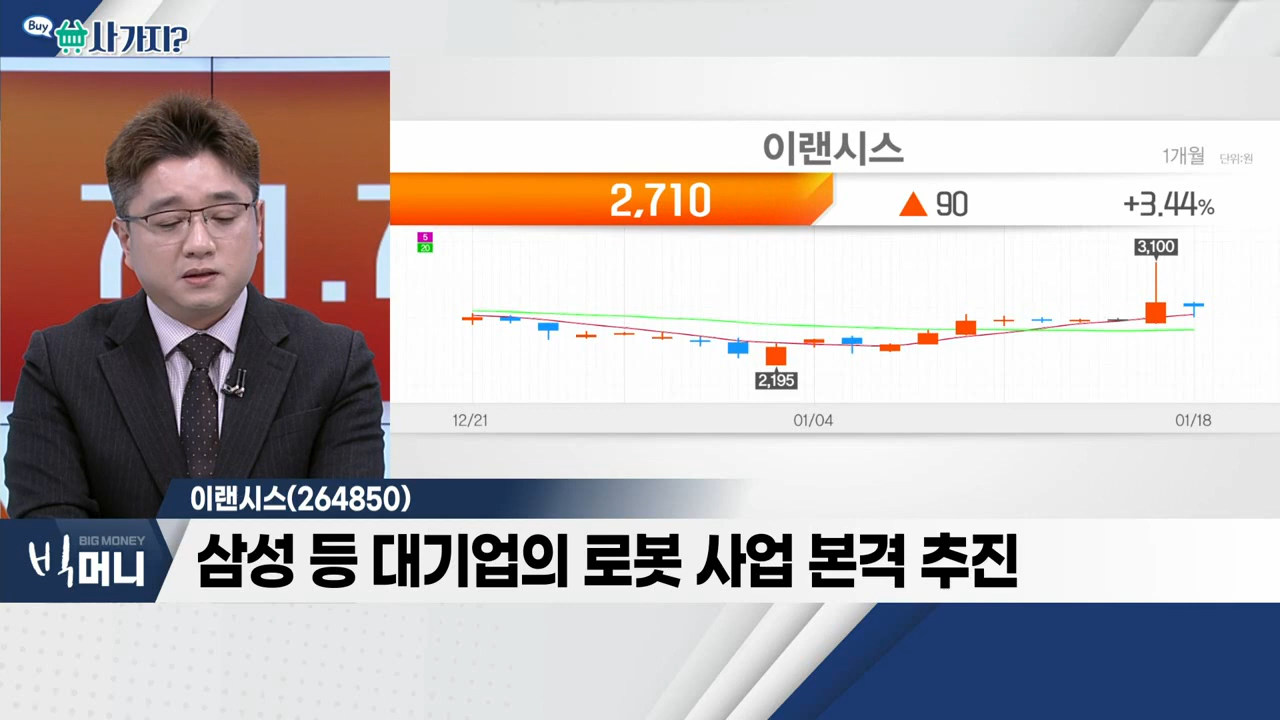 Buy 사가지?
이랜시스
1개월 단위:원
2,710 ▲ 90 +3.44%
5
20
3,100
2,195
12/21 01/04 01/18
이랜시스(264850)
BIG MONEY
빅머니
삼성 등 대기업의 로봇 사업 본격 추진